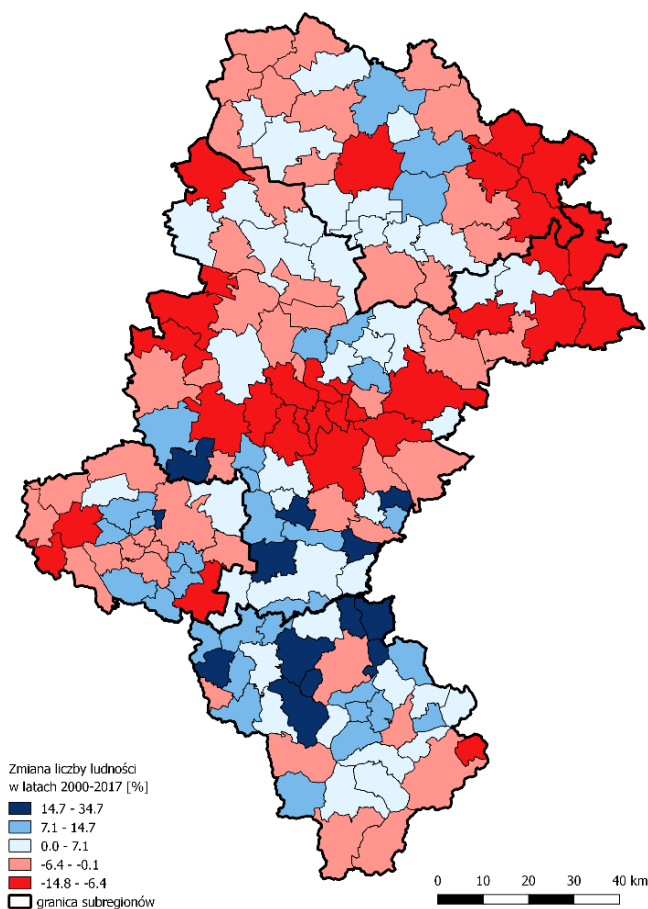 Zmiana liczby ludności
w latach 2000-2017 [%]
14.7 - 34.7
7.1 - 14.7
0.0 - 7.1
-6.4 - -0.1
-14.8 - -6.4
granica subregionów
0 10 20 30 40 km